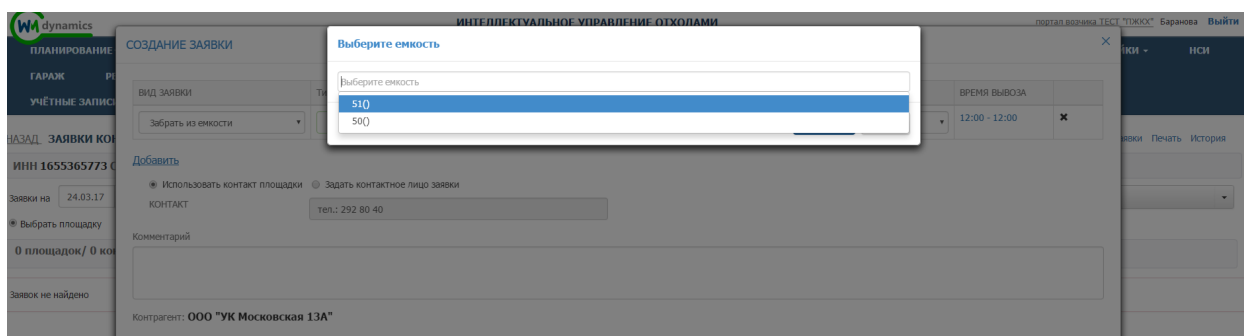 WM dynamics
ИНТЕЛЛЕКТУАЛЬНОЕ УПРАВЛЕНИЕ ОТХОДАМИ
портал возчика ТЕСТ "ПЖКХ" Баранова Выйти
ПЛАНИРОВАНИЕ
СОЗДАНИЕ ЗАЯВКИ
Выберите емкость
×
НСИ
ГАРАЖ
Выберите емкость
ВИД ЗАЯВКИ
ВРЕМЯ ВЫВОЗА
УЧЁТНЫЕ ЗАПИСИ
51()
Забрать из емкости
50()
12:00 - 12:00
НАЗАД ЗАЯВКИ
Печать История
ИНН 1655365773
Добавить
Использовать контакт площадки Задать контактное лицо заявки
Заявки на 24.03.17
КОНТАКТ
тел.: 292 80 40
Выбрать площадку
Комментарий
0 площадок/ 0
Заявок не найдено
Контрагент: ООО "УК Московская 13А"